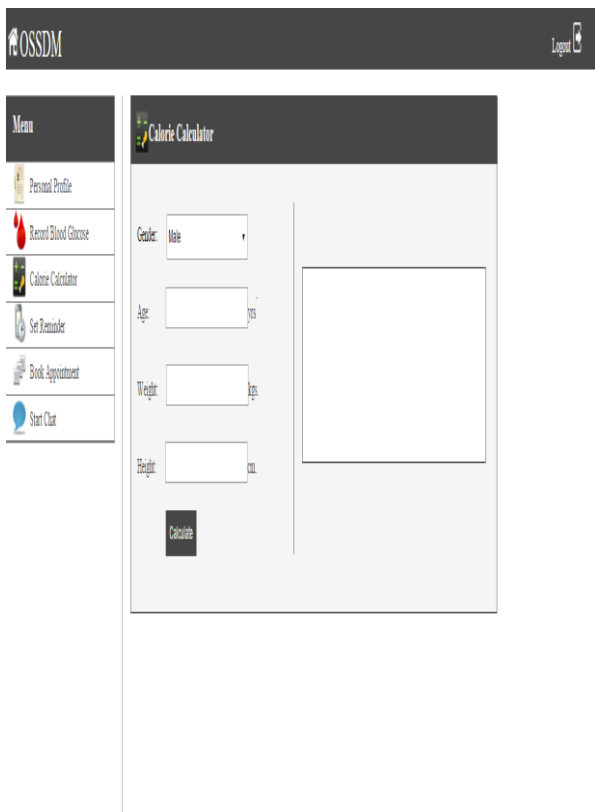 OSSDM
Logout
Menu
Personal Profile
Record Blood Glucose
Calorie Calculator
Set Reminder
Book Appointment
Start Chat
Calorie Calculator
Gender: Male
Age: yrs
Weight: kgs.
Height: cm.
Calculate